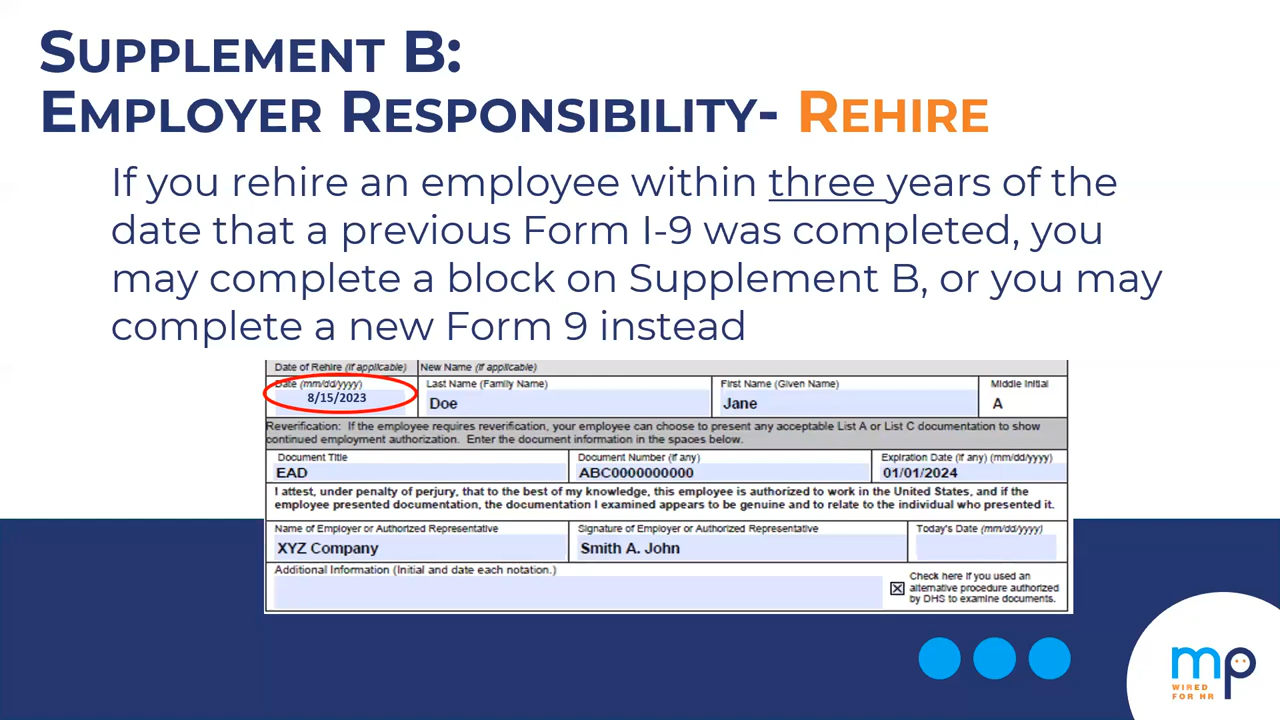 SUPPLEMENT B:
EMPLOYER RESPONSIBILITY- REHIRE
If you rehire an employee within three years of the
date that a previous Form I-9 was completed, you
may complete a block on Supplement B, or you may
complete a new Form 9 instead
Date of Rehire (if applicable) New Name (if applicable)
Date (mm/dd/yyyy) Last Name (Family Name) First Name (Given Name) Middle Initial
8/15/2023 Doe Jane A
Reverification: If the employee requires reverification, your employee can choose to present any acceptable List A or List C documentation to show
continued employment authorization. Enter the document information in the spaces below.
Document Title Document Number (if any) Expiration Date (if any) (mm/dd/yyyy)
EAD ABC0000000000 01/01/2024
I attest, under penalty of perjury, that to the best of my knowledge, this employee is authorized to work in the United States, and if the
employee presented documentation, the documentation I examined appears to be genuine and to relate to the individual who presented it.
Name of Employer or Authorized Representative Signature of Employer or Authorized Representative Today's Date (mm/dd/yyyy)
XYZ Company Smith A. John
Additional Information (Initial and date each notation.)
Check here if you used an
alternative procedure authorized
by DHS to examine documents.
mp
WIRED
FOR HR